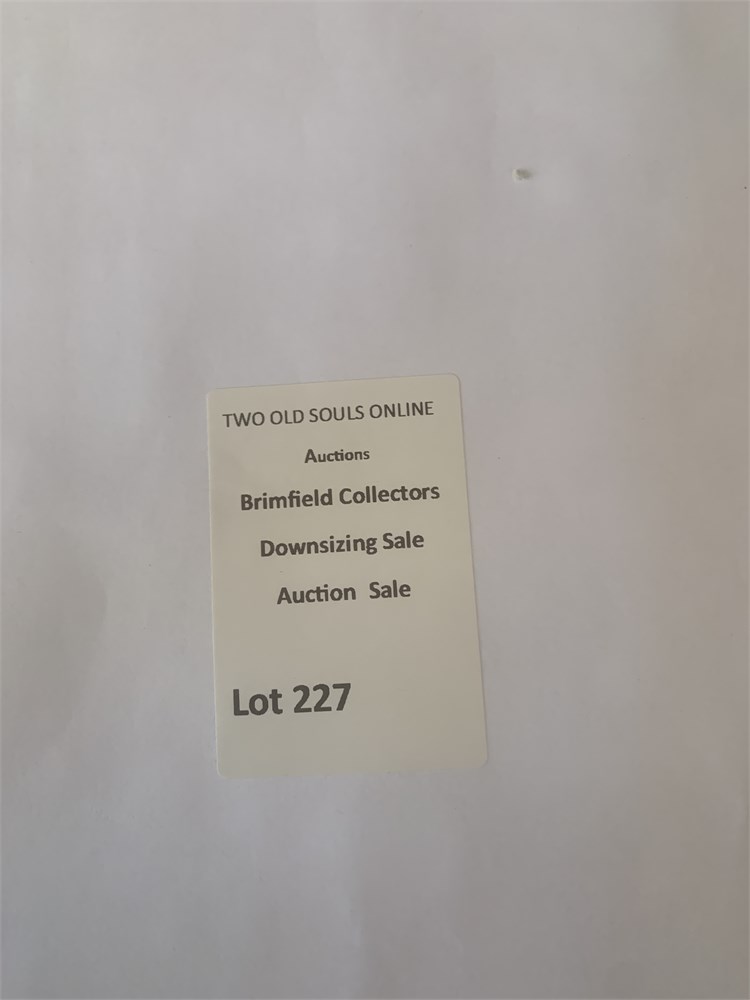 TWO OLD SOULS ONLINE
Auctions
Brimfield Collectors
Downsizing Sale
Auction Sale
Lot 227